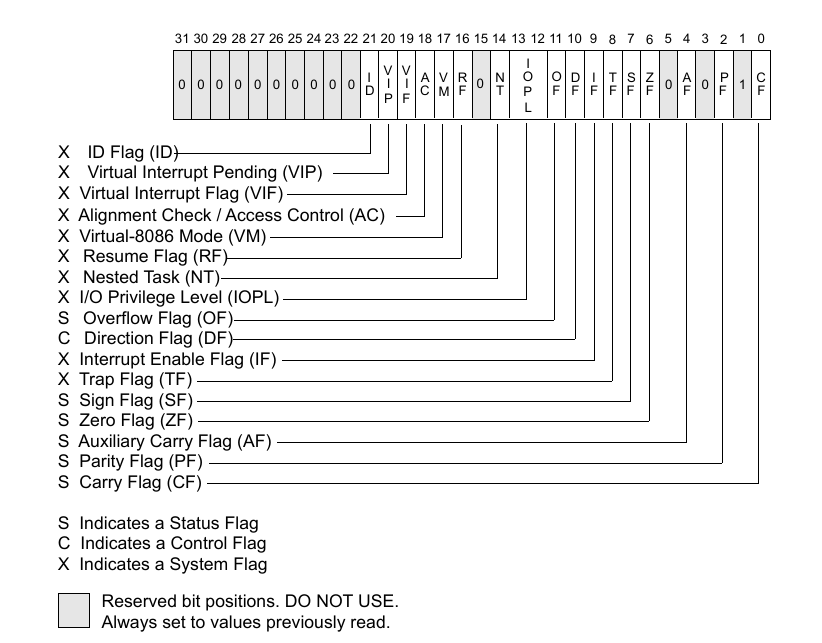 31 30 29 28 27 26 25 24 23 22 21 20 19 18 17 16 15 14 13 12 11 10 9 8 7 6 5 4 3 2 1 0
0 0 0 0 0 0 0 0 0 0 ID VIP VIF AC VM RF 0 NT IOPL OF DF IF TF SF ZF 0 AF 0 PF 1 CF
X ID Flag (ID)
X Virtual Interrupt Pending (VIP)
X Virtual Interrupt Flag (VIF)
X Alignment Check / Access Control (AC)
X Virtual-8086 Mode (VM)
X Resume Flag (RF)
X Nested Task (NT)
X I/O Privilege Level (IOPL)
S Overflow Flag (OF)
C Direction Flag (DF)
X Interrupt Enable Flag (IF)
X Trap Flag (TF)
S Sign Flag (SF)
S Zero Flag (ZF)
S Auxiliary Carry Flag (AF)
S Parity Flag (PF)
S Carry Flag (CF)
S Indicates a Status Flag
C Indicates a Control Flag
X Indicates a System Flag
Reserved bit positions. DO NOT USE.
Always set to values previously read.